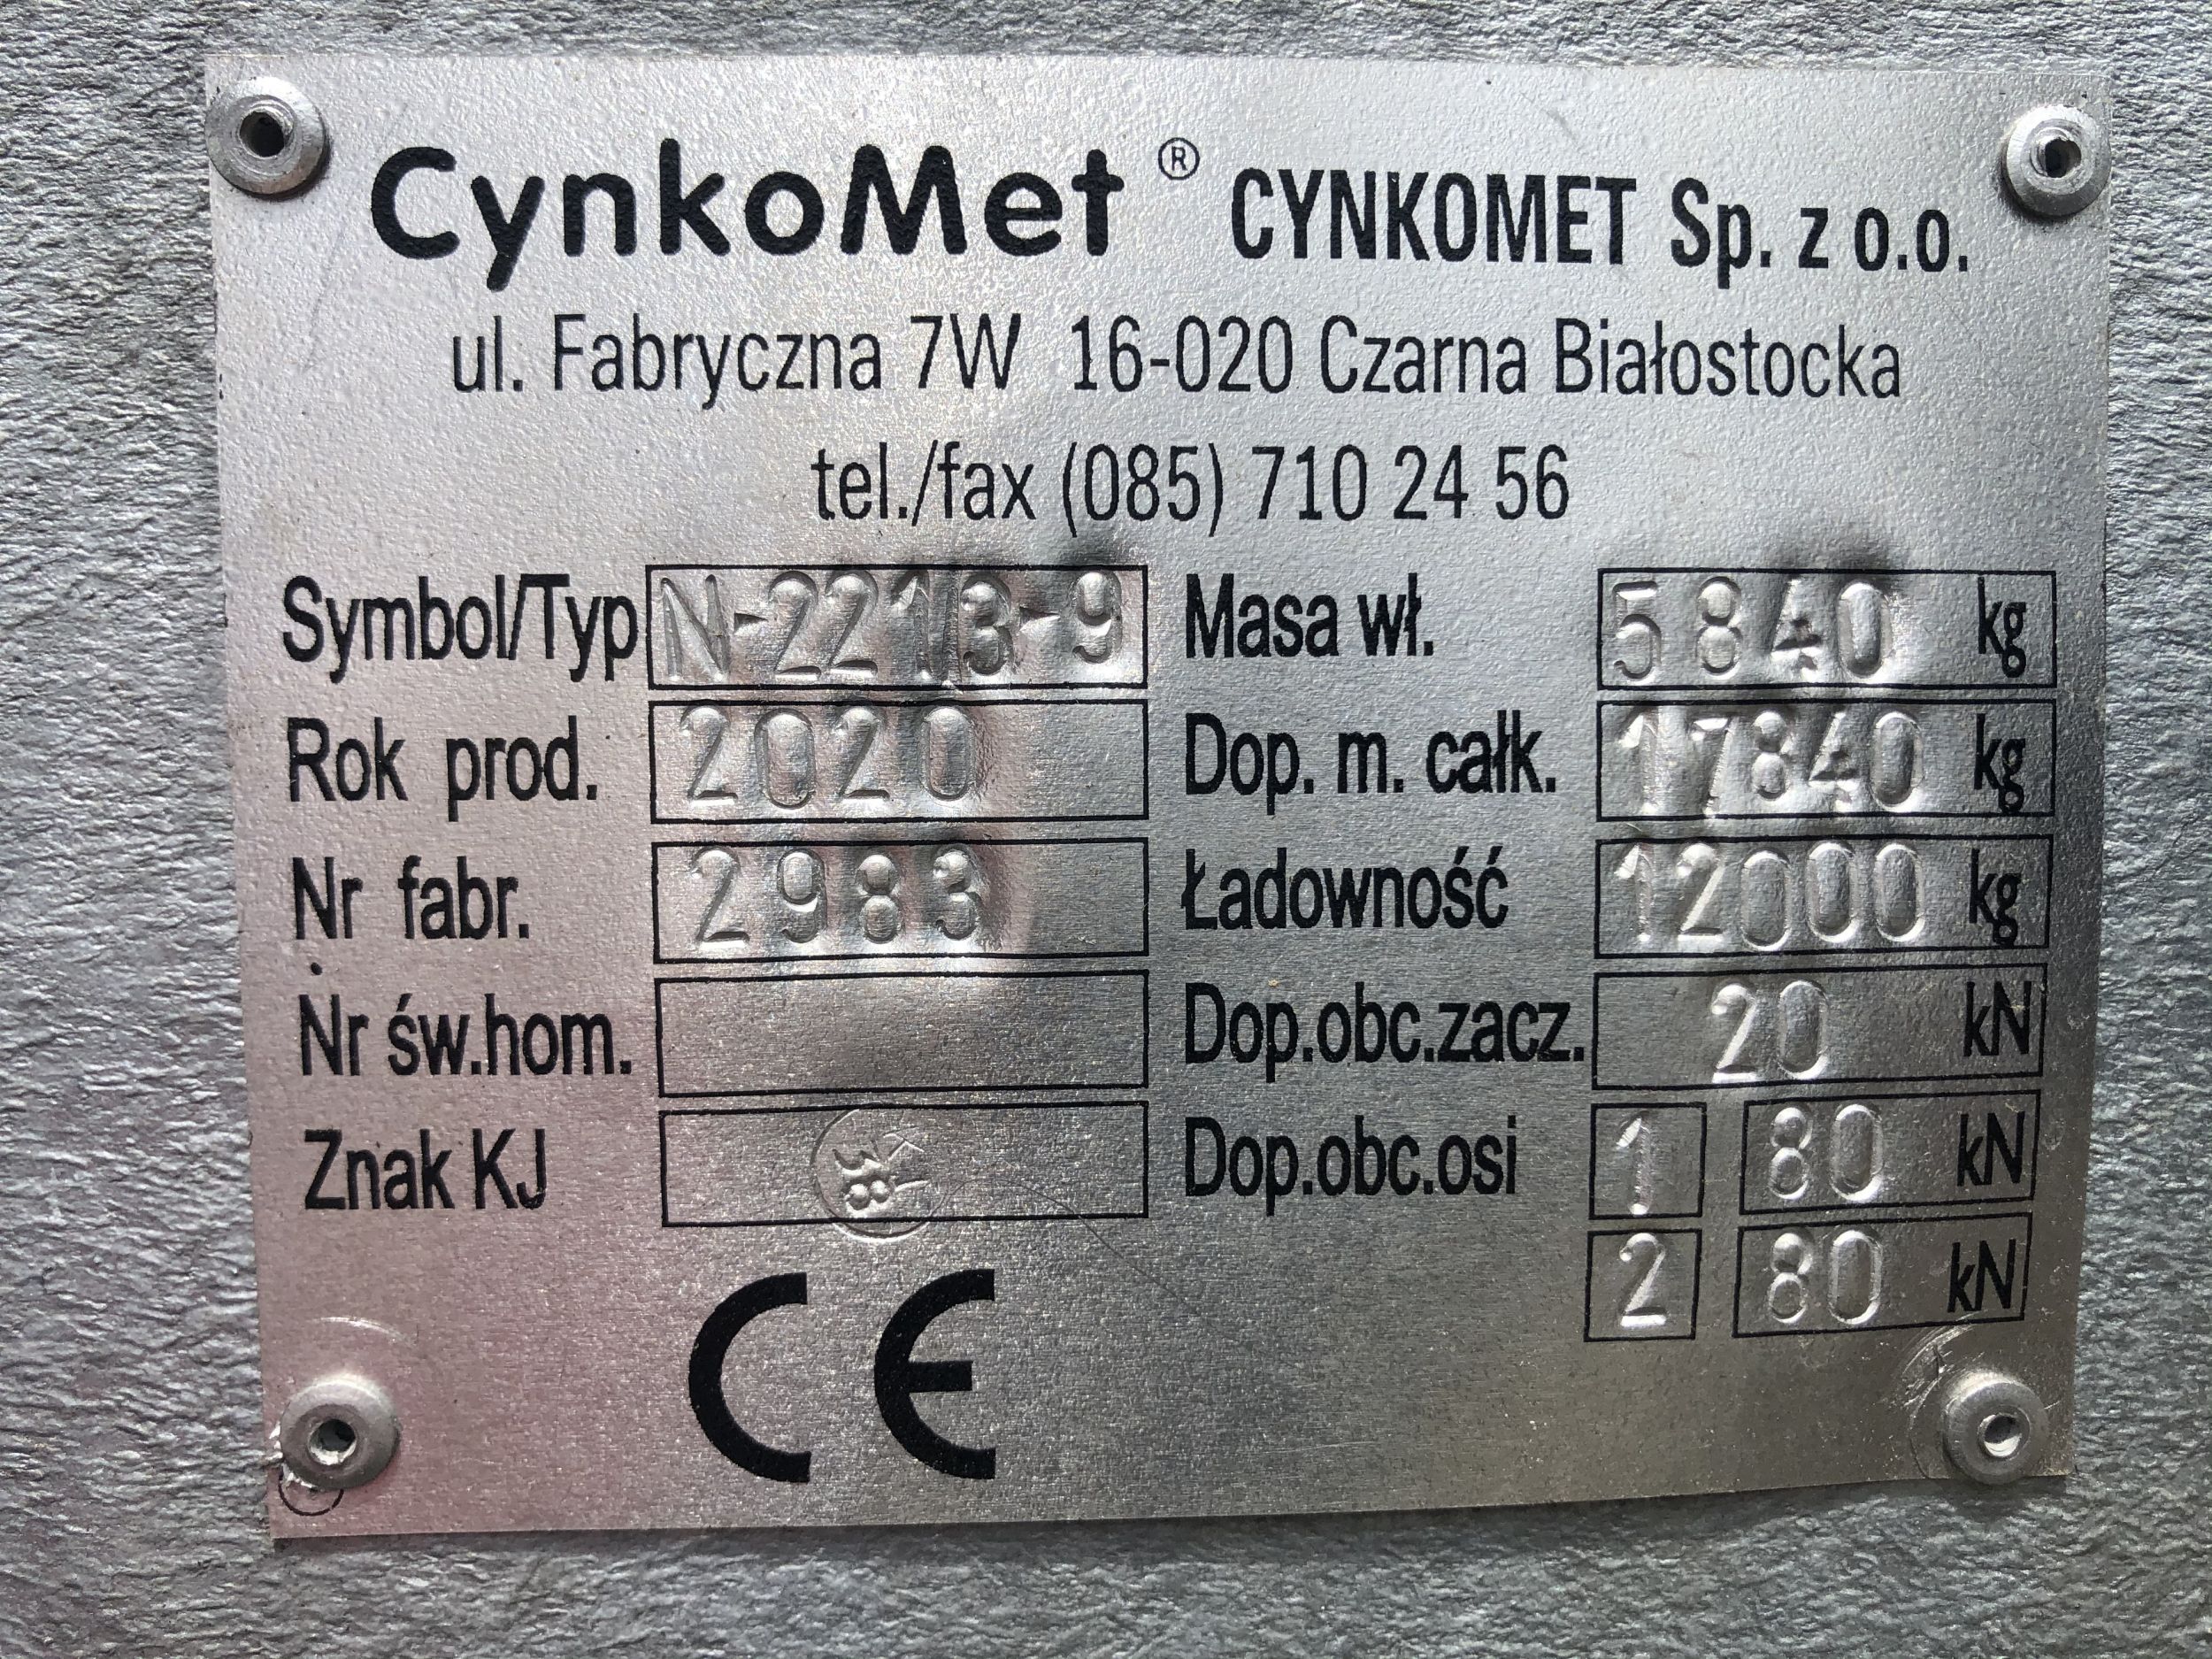 CynkoMet® CYNKOMET Sp. z o.o.
ul. Fabryczna 7W 16-020 Czarna Białostocka
tel./fax (085) 710 24 56
Symbol/Typ N-221/3-9 Masa wł. 5840 kg
Rok prod. 2020 Dop. m. całk. 17840 kg
Nr fabr. 2983 Ładowność 12000 kg
Nr św.hom. Dop.obc.zacz. 20 kN
Znak KJ Dop.obc.osi 1 80 kN
2 80 kN
CE